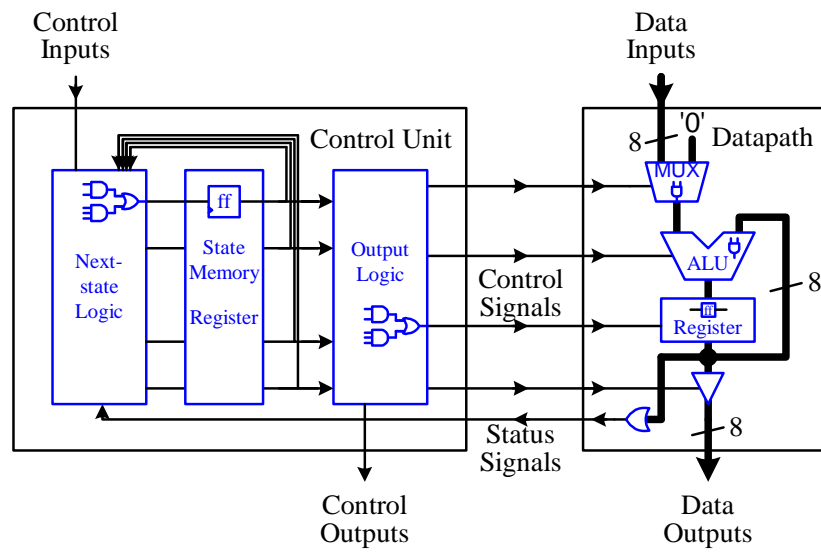 Control
Inputs
Data
Inputs
Control Unit
8
'0'
Datapath
MUX
ff
Next-
state
Logic
State
Memory
Register
Output
Logic
ALU
Control
Signals
8
ff
Register
Status
Signals
8
Control
Outputs
Data
Outputs